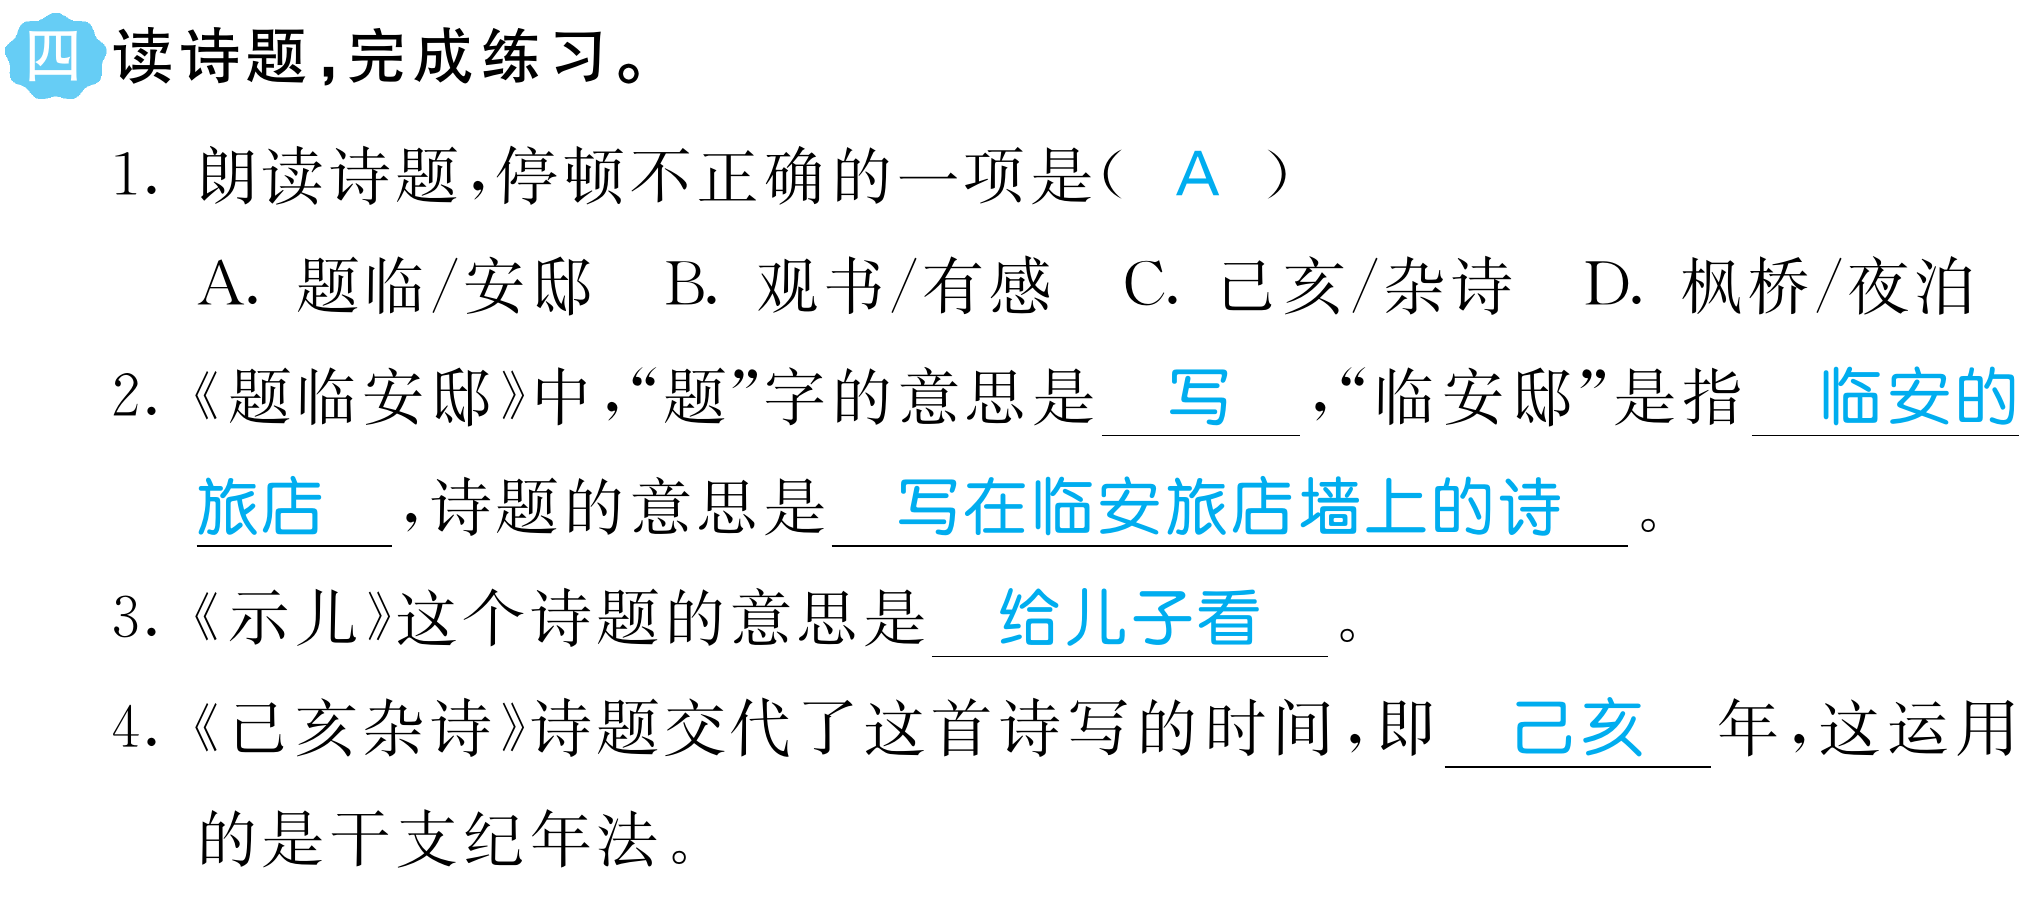 四 读诗题,完成练习。
1. 朗读诗题,停顿不正确的一项是( A )
A. 题临/安邸 B. 观书/有感 C. 己亥/杂诗 D. 枫桥/夜泊
2.《题临安邸》中,“题”字的意思是 写 ,“临安邸”是指 临安的
旅店 ,诗题的意思是 写在临安旅店墙上的诗 。
3.《示儿》这个诗题的意思是 给儿子看 。
4.《己亥杂诗》诗题交代了这首诗写的时间,即 己亥 年,这运用
的是干支纪年法。